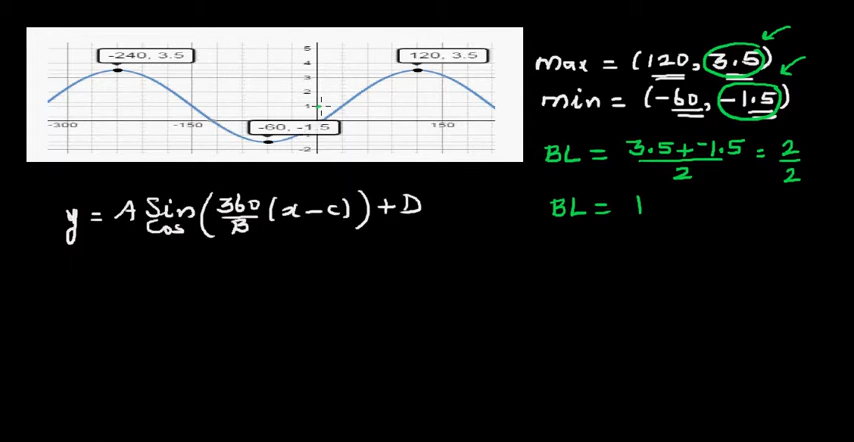 -240, 3.5
120, 3.5
5
4
3
2
1
-60, -1.5
-300
-150
150
-2
max = (120, 3.5)
min = (-60, -1.5)
BL = 3.5+-1.5/2 = 2/2
BL = 1
y = A Sin Cos (360/B (x-c)) + D